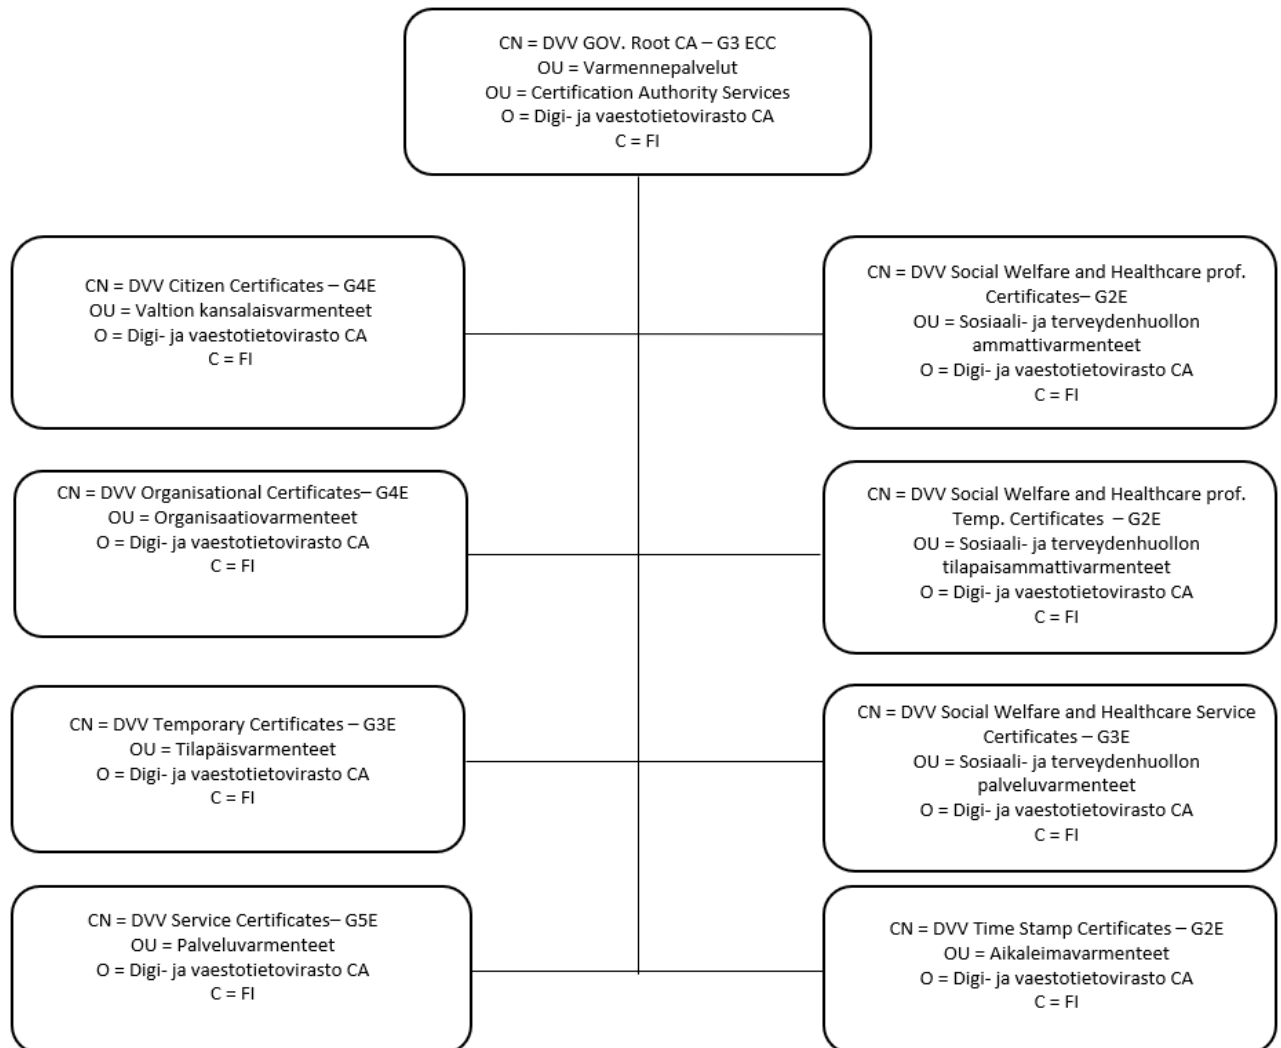 CN = DVV GOV. Root CA – G3 ECC
OU = Varmennepalvelut
OU = Certification Authority Services
O = Digi- ja vaestotietovirasto CA
C = FI
CN = DVV Citizen Certificates – G4E
OU = Valtion kansalaisvarmenteet
O = Digi- ja vaestotietovirasto CA
C = FI
CN = DVV Social Welfare and Healthcare prof.
Certificates– G2E
OU = Sosiaali- ja terveydenhuollon
ammattivarmenteet
O = Digi- ja vaestotietovirasto CA
C = FI
CN = DVV Organisational Certificates– G4E
OU = Organisaatiovarmenteet
O = Digi- ja vaestotietovirasto CA
C = FI
CN = DVV Social Welfare and Healthcare prof.
Temp. Certificates – G2E
OU = Sosiaali- ja terveydenhuollon
tilapaisammattivarmenteet
O = Digi- ja vaestotietovirasto CA
C = FI
CN = DVV Temporary Certificates – G3E
OU = Tilapäisvarmenteet
O = Digi- ja vaestotietovirasto CA
C = FI
CN = DVV Social Welfare and Healthcare Service
Certificates – G3E
OU = Sosiaali- ja terveydenhuollon
palveluvarmenteet
O = Digi- ja vaestotietovirasto CA
C = FI
CN = DVV Service Certificates– G5E
OU = Palveluvarmenteet
O = Digi- ja vaestotietovirasto CA
C = FI
CN = DVV Time Stamp Certificates – G2E
OU = Aikaleimavarmenteet
O = Digi- ja vaestotietovirasto CA
C = FI